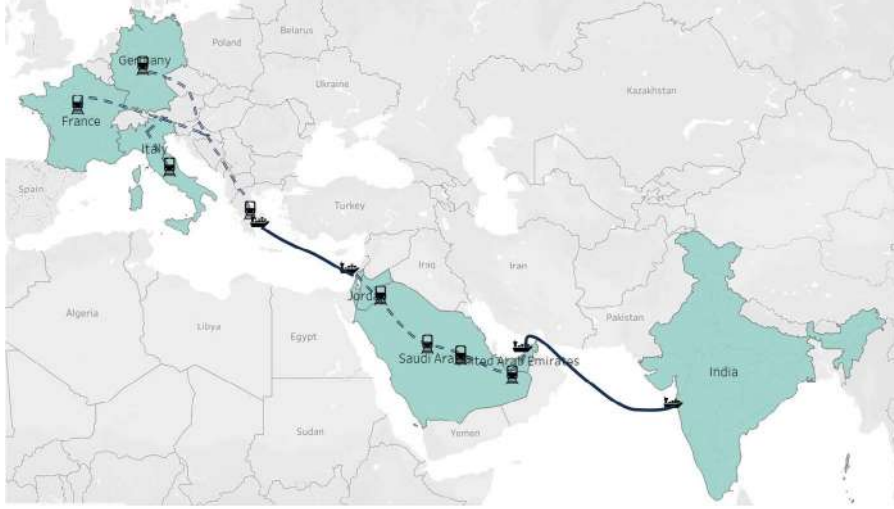 Poland
Belarus
Germany
Ukraine
Kazakhstan
France
Italy
Spain
Turkey
Iraq
Iran
Jorda
Algeria
Libya
Egypt
Pakistan
Saudi Ara
United Arab Emirates
India
Sudan
Yemen